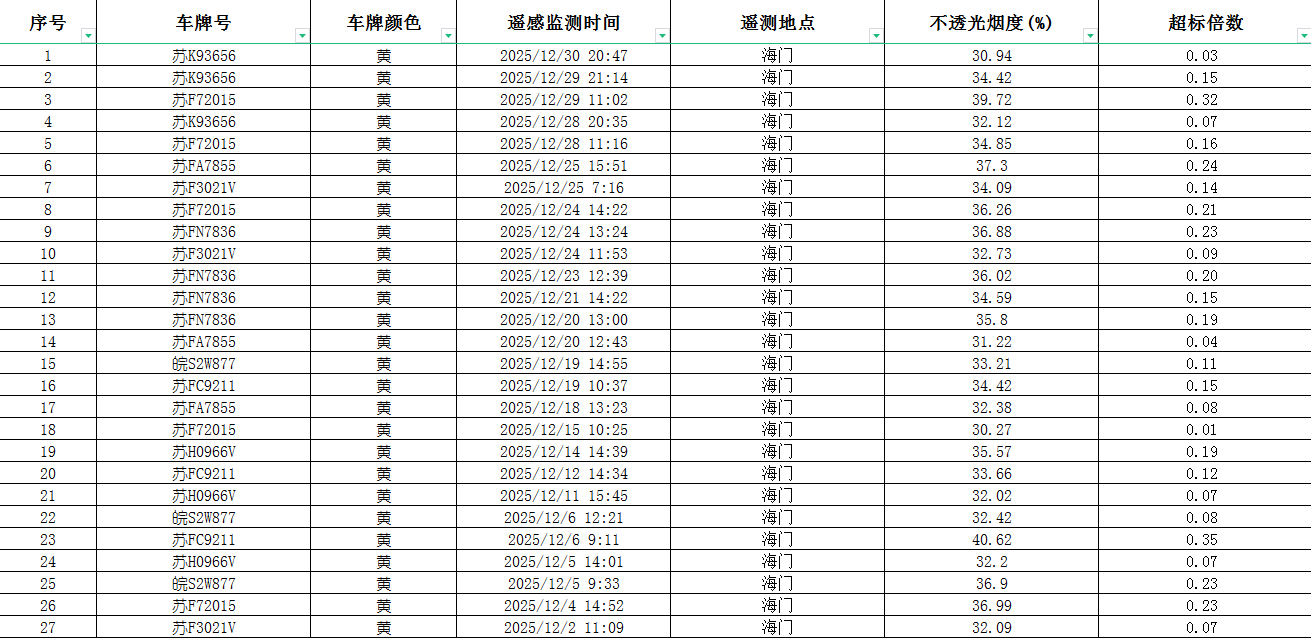 序号 车牌号 车牌颜色 遥感监测时间 遥测地点 不透光烟度(%) 超标倍数
1 苏K93656 黄 2025/12/30 20:47 海门 30.94 0.03
2 苏K93656 黄 2025/12/29 21:14 海门 34.42 0.15
3 苏F72015 黄 2025/12/29 11:02 海门 39.72 0.32
4 苏K93656 黄 2025/12/28 20:35 海门 32.12 0.07
5 苏F72015 黄 2025/12/28 11:16 海门 34.85 0.16
6 苏FA7855 黄 2025/12/25 15:51 海门 37.3 0.24
7 苏F3021V 黄 2025/12/25 7:16 海门 34.09 0.14
8 苏F72015 黄 2025/12/24 14:22 海门 36.26 0.21
9 苏FN7836 黄 2025/12/24 13:24 海门 36.88 0.23
10 苏F3021V 黄 2025/12/24 11:53 海门 32.73 0.09
11 苏FN7836 黄 2025/12/23 12:39 海门 36.02 0.20
12 苏FN7836 黄 2025/12/21 14:22 海门 34.59 0.15
13 苏FN7836 黄 2025/12/20 13:00 海门 35.8 0.19
14 苏FA7855 黄 2025/12/20 12:43 海门 31.22 0.04
15 皖S2W877 黄 2025/12/19 14:55 海门 33.21 0.11
16 苏FC9211 黄 2025/12/19 10:37 海门 34.42 0.15
17 苏FA7855 黄 2025/12/18 13:23 海门 32.38 0.08
18 苏F72015 黄 2025/12/15 10:25 海门 30.27 0.01
19 苏H0966V 黄 2025/12/14 14:39 海门 35.57 0.19
20 苏FC9211 黄 2025/12/12 14:34 海门 33.66 0.12
21 苏H0966V 黄 2025/12/11 15:45 海门 32.02 0.07
22 皖S2W877 黄 2025/12/6 12:21 海门 32.42 0.08
23 苏FC9211 黄 2025/12/6 9:11 海门 40.62 0.35
24 苏H0966V 黄 2025/12/5 14:01 海门 32.2 0.07
25 皖S2W877 黄 2025/12/5 9:33 海门 36.9 0.23
26 苏F72015 黄 2025/12/4 14:52 海门 36.99 0.23
27 苏F3021V 黄 2025/12/2 11:09 海门 32.09 0.07